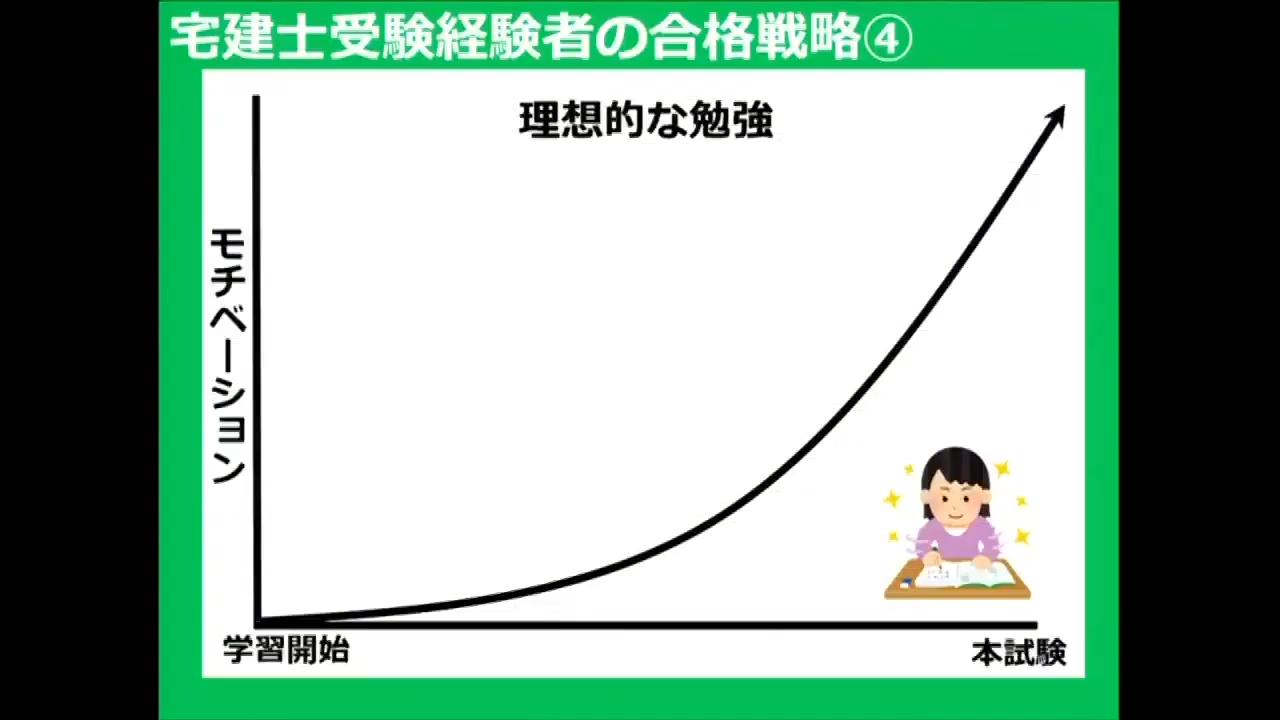 宅建士受験経験者の合格戦略④
理想的な勉強
モチベーション
学習開始
本試験